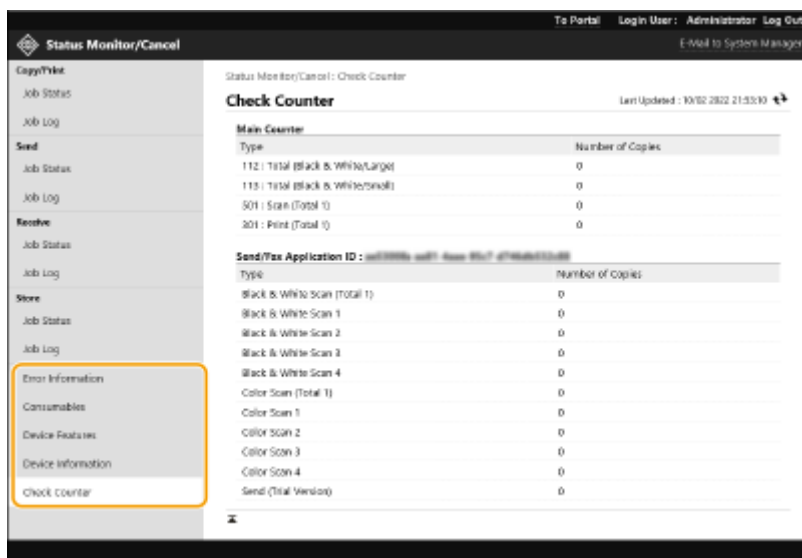 To Portal Login User : Administrator Log Out
Status Monitor/Cancel
E-Mail to System Manager
Copy/Print
Job Status
Job Log
Send
Job Status
Job Log
Receive
Job Status
Job Log
Store
Job Status
Job Log
Error Information
Consumables
Device Features
Device Information
Check Counter
Status Monitor/Cancel : Check Counter
Check Counter
Last Updated : 10/02 2022 21:53:10
Main Counter
Type Number of Copies
112 : Total (Black & White/Large) 0
113 : Total (Black & White/Small) 0
501 : Scan (Total 1) 0
301 : Print (Total 1) 0
Send/Fax Application ID :
Type Number of Copies
Black & White Scan (Total 1) 0
Black & White Scan 1 0
Black & White Scan 2 0
Black & White Scan 3 0
Black & White Scan 4 0
Color Scan (Total 1) 0
Color Scan 1 0
Color Scan 2 0
Color Scan 3 0
Color Scan 4 0
Send (Trial Version) 0